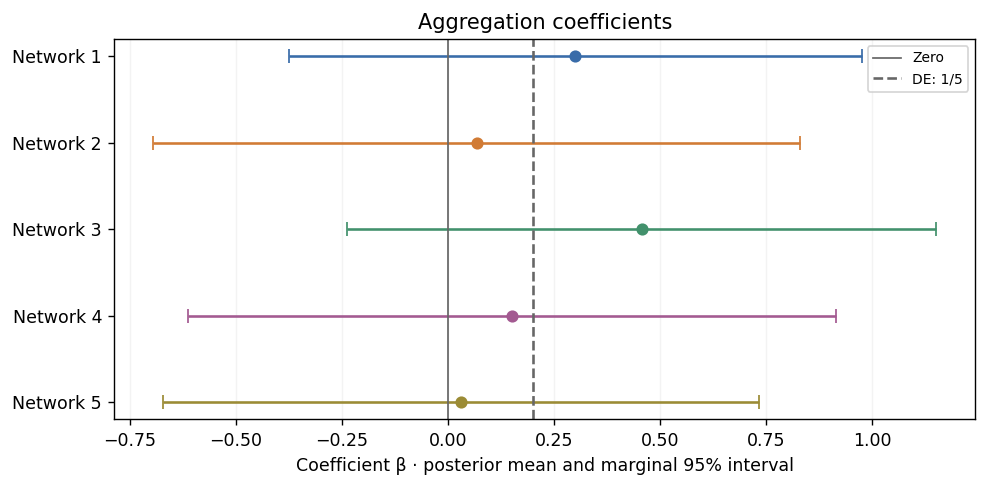 Aggregation coefficients
Network 1
Network 2
Network 3
Network 4
Network 5
Zero
DE: 1/5
−0.75 −0.50 −0.25 0.00 0.25 0.50 0.75 1.00
Coefficient β · posterior mean and marginal 95% interval